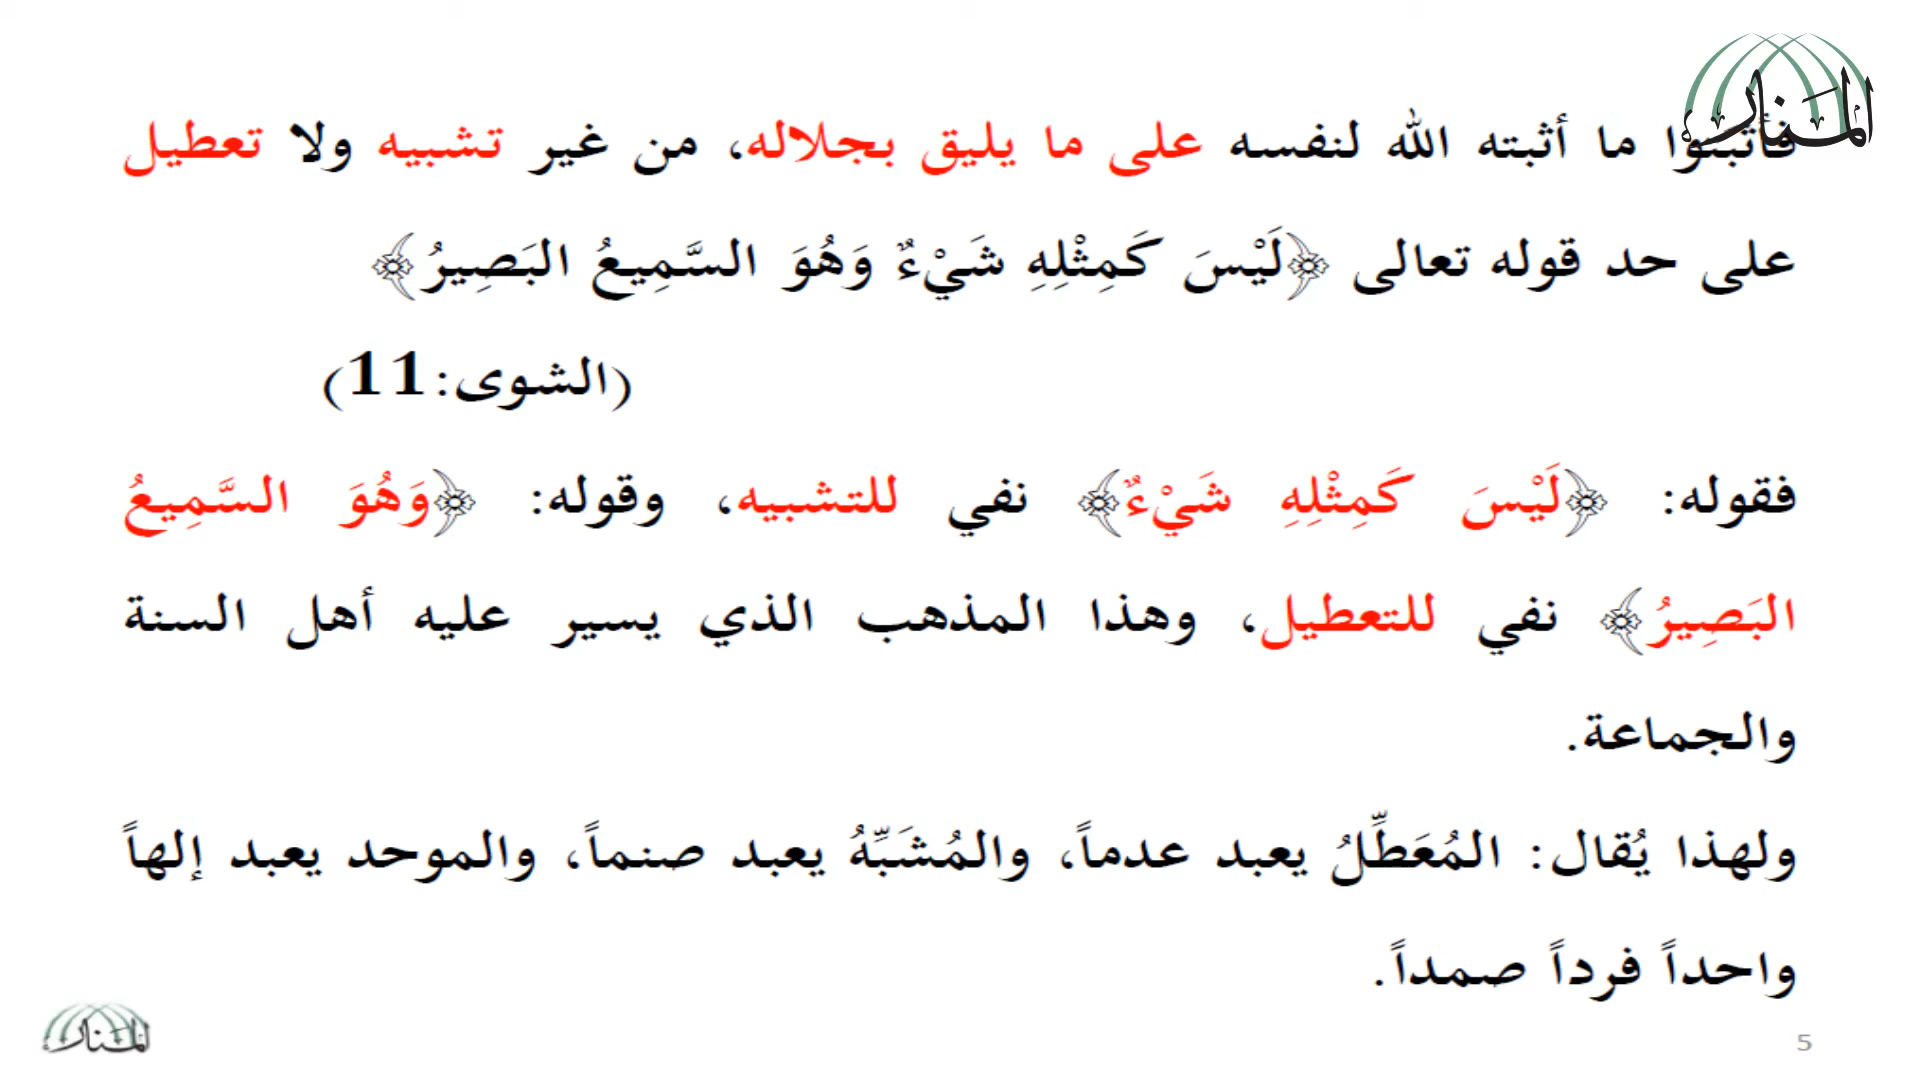 المنار
فأثبتوا ما أثبته الله لنفسه على ما يليق بجلاله، من غير تشبيه ولا تعطيل
على حد قوله تعالى ﴿لَيْسَ كَمِثْلِهِ شَيْءٌ وَهُوَ السَّمِيعُ البَصِيرُ﴾
(الشوى:11)
فقوله: ﴿لَيْسَ كَمِثْلِهِ شَيْءٌ﴾ نفي للتشبيه، وقوله: ﴿وَهُوَ السَّمِيعُ
البَصِيرُ﴾ نفي للتعطيل، وهذا المذهب الذي يسير عليه أهل السنة
والجماعة.
ولهذا يُقال: المُعَطِّلُ يعبد عدماً، والمُشَبِّهُ يعبد صنماً، والموحد يعبد إلهاً
واحداً فرداً صمداً.
المنار
5